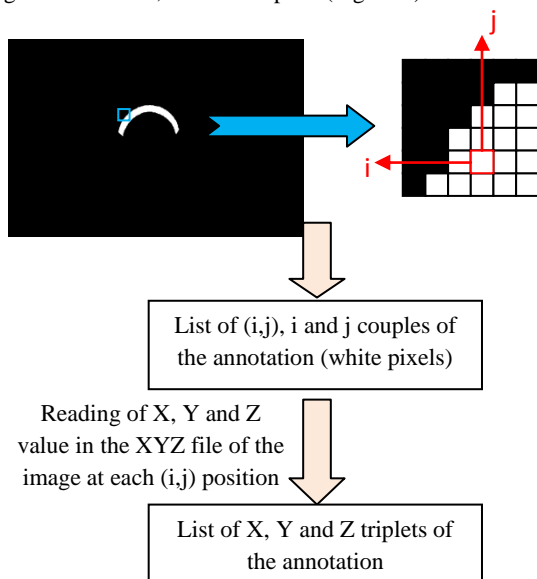 j
i
List of (i,j), i and j couples of
the annotation (white pixels)
Reading of X, Y and Z
value in the XYZ file of the
image at each (i,j) position
List of X, Y and Z triplets of
the annotation